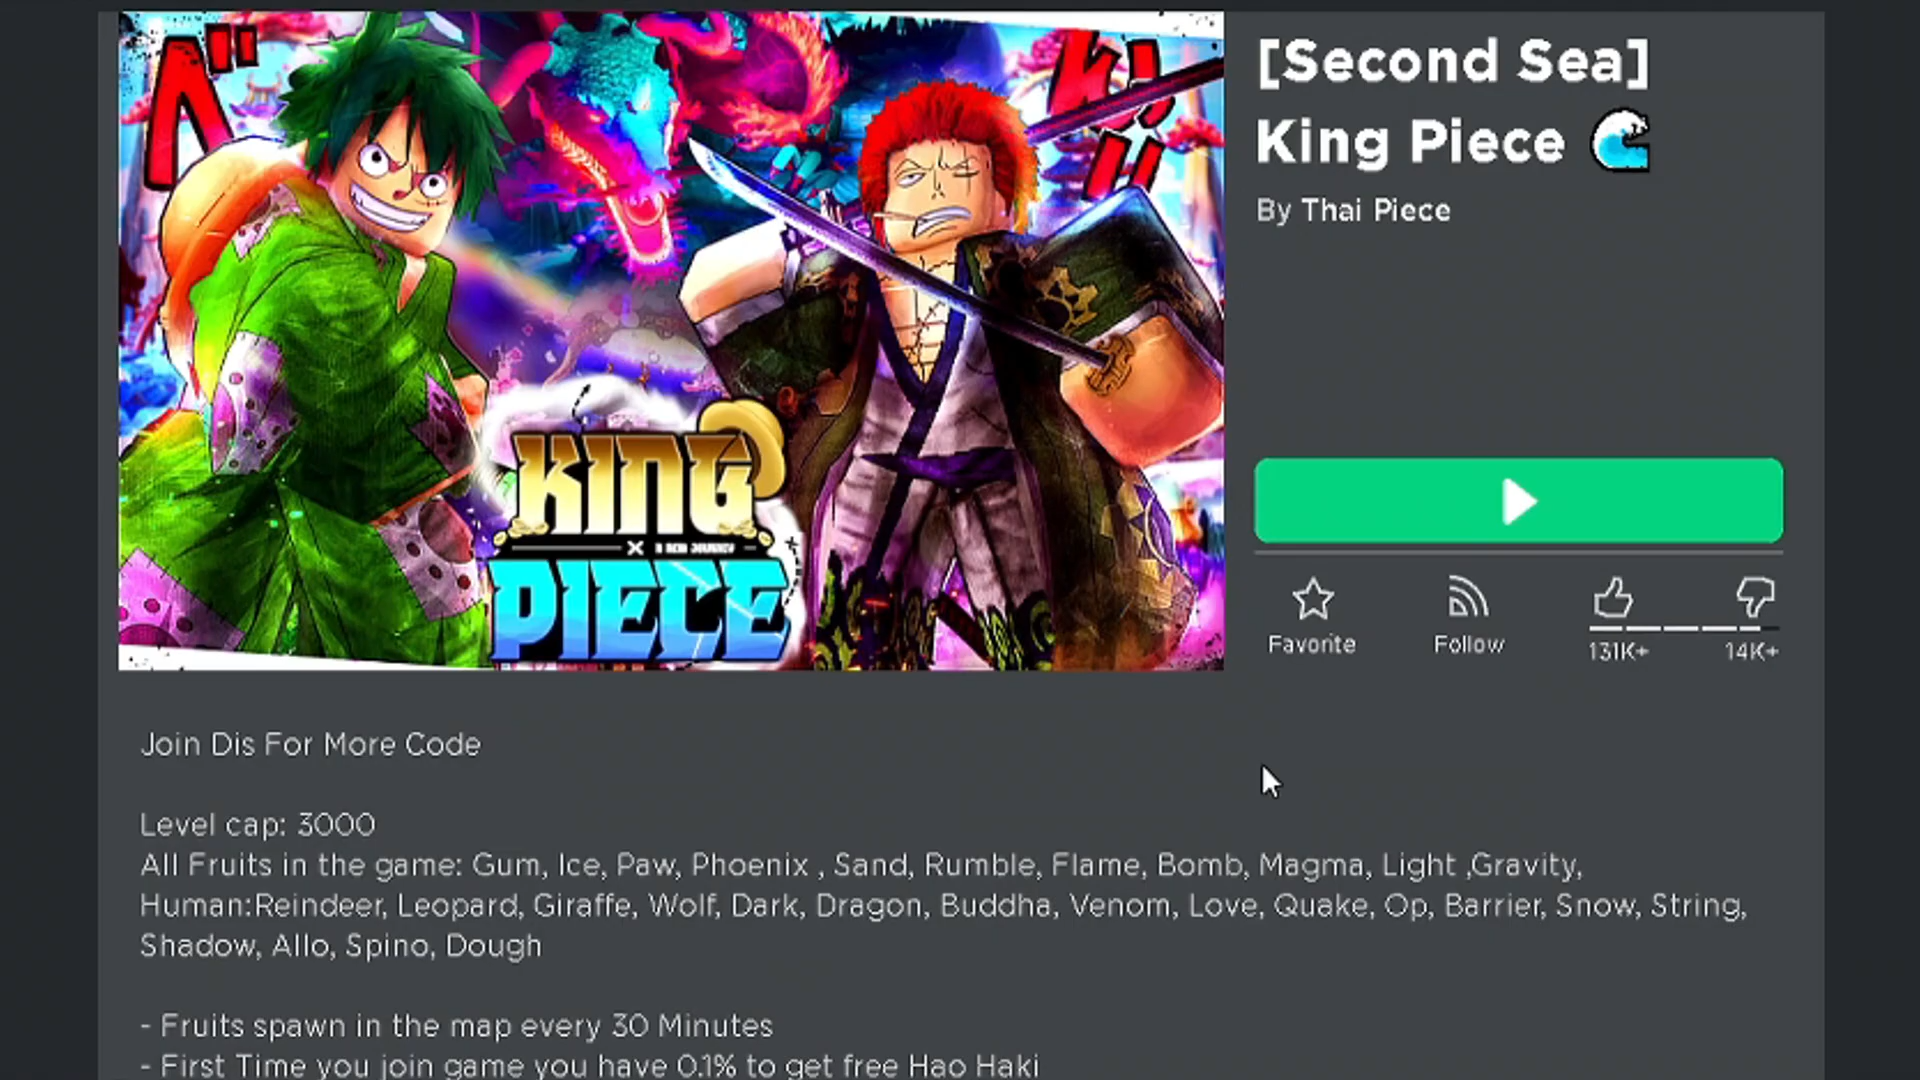 [Second Sea]
King Piece
By Thai Piece
KING
A NEW JOURNEY
PIECE
Favorite
Follow
131K+
14K+
Join Dis For More Code
Level cap: 3000
All Fruits in the game: Gum, Ice, Paw, Phoenix , Sand, Rumble, Flame, Bomb, Magma, Light ,Gravity,
Human:Reindeer, Leopard, Giraffe, Wolf, Dark, Dragon, Buddha, Venom, Love, Quake, Op, Barrier, Snow, String,
Shadow, Allo, Spino, Dough
- Fruits spawn in the map every 30 Minutes
- First Time you join game you have 0.1% to get free Hao Haki